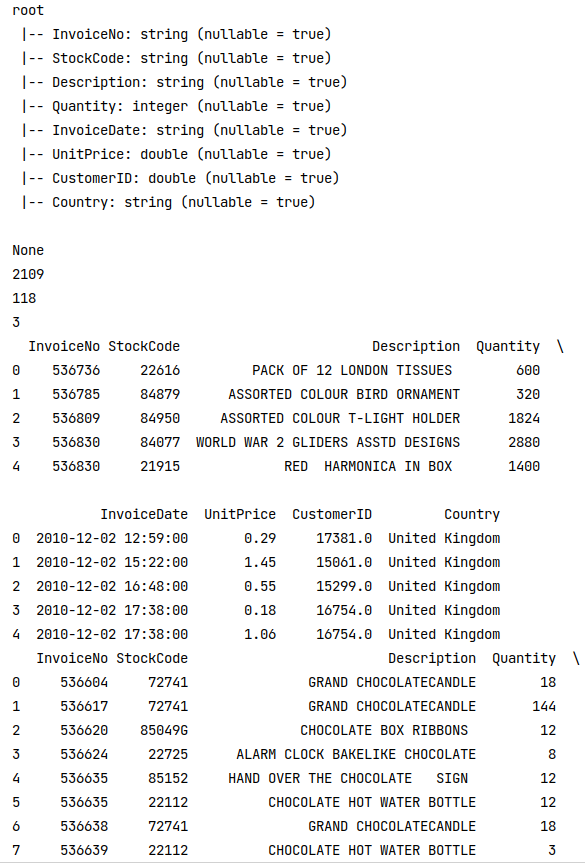 root
 |-- InvoiceNo: string (nullable = true)
 |-- StockCode: string (nullable = true)
 |-- Description: string (nullable = true)
 |-- Quantity: integer (nullable = true)
 |-- InvoiceDate: string (nullable = true)
 |-- UnitPrice: double (nullable = true)
 |-- CustomerID: double (nullable = true)
 |-- Country: string (nullable = true)

None
2109
118
3
  InvoiceNo StockCode                        Description  Quantity  \
0    536736     22616         PACK OF 12 LONDON TISSUES        600
1    536785     84879      ASSORTED COLOUR BIRD ORNAMENT       320
2    536809     84950     ASSORTED COLOUR T-LIGHT HOLDER      1824
3    536830     84077  WORLD WAR 2 GLIDERS ASSTD DESIGNS      2880
4    536830     21915             RED  HARMONICA IN BOX       1400

           InvoiceDate  UnitPrice  CustomerID         Country
0  2010-12-02 12:59:00       0.29     17381.0  United Kingdom
1  2010-12-02 15:22:00       1.45     15061.0  United Kingdom
2  2010-12-02 16:48:00       0.55     15299.0  United Kingdom
3  2010-12-02 17:38:00       0.18     16754.0  United Kingdom
4  2010-12-02 17:38:00       1.06     16754.0  United Kingdom
   InvoiceNo StockCode                         Description  Quantity  \
0     536604     72741               GRAND CHOCOLATECANDLE        18
1     536617     72741               GRAND CHOCOLATECANDLE       144
2     536620    85049G              CHOCOLATE BOX RIBBONS         12
3     536624     22725      ALARM CLOCK BAKELIKE CHOCOLATE         8
4     536635     85152     HAND OVER THE CHOCOLATE   SIGN         12
5     536635     22112          CHOCOLATE HOT WATER BOTTLE        12
6     536638     72741               GRAND CHOCOLATECANDLE        18
7     536639     22112          CHOCOLATE HOT WATER BOTTLE         3